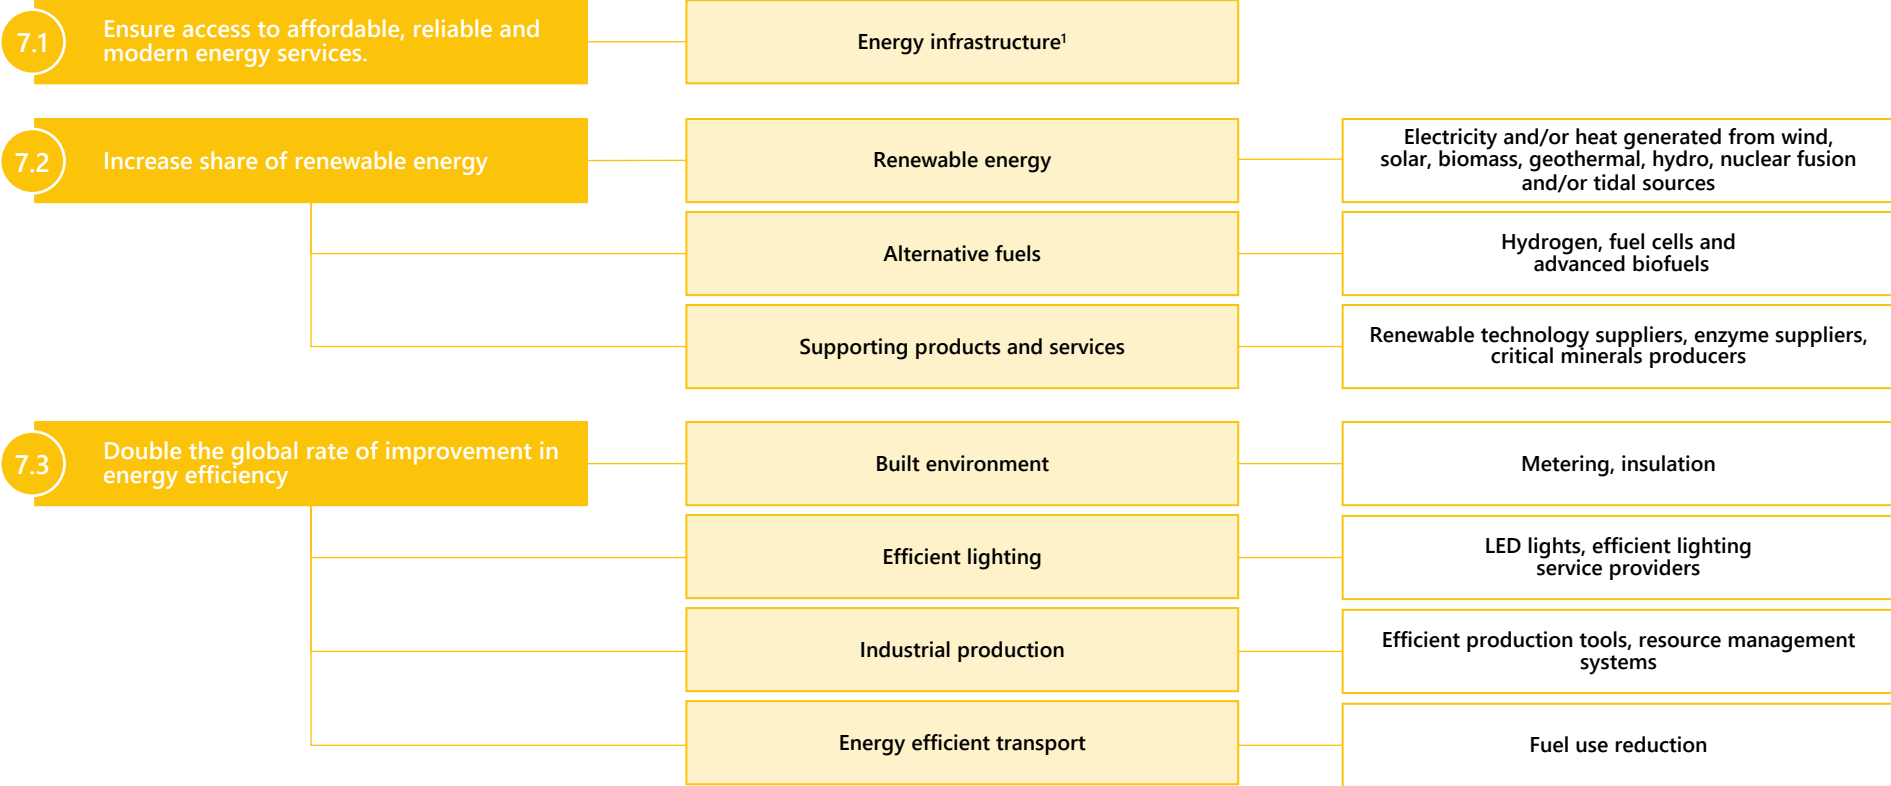 7.1
Ensure access to affordable, reliable and
modern energy services.
Energy infrastructure¹
7.2
Increase share of renewable energy
Renewable energy
Electricity and/or heat generated from wind,
solar, biomass, geothermal, hydro, nuclear fusion
and/or tidal sources
Alternative fuels
Hydrogen, fuel cells and
advanced biofuels
Supporting products and services
Renewable technology suppliers, enzyme suppliers,
critical minerals producers
7.3
Double the global rate of improvement in
energy efficiency
Built environment
Metering, insulation
Efficient lighting
LED lights, efficient lighting
service providers
Industrial production
Efficient production tools, resource management
systems
Energy efficient transport
Fuel use reduction